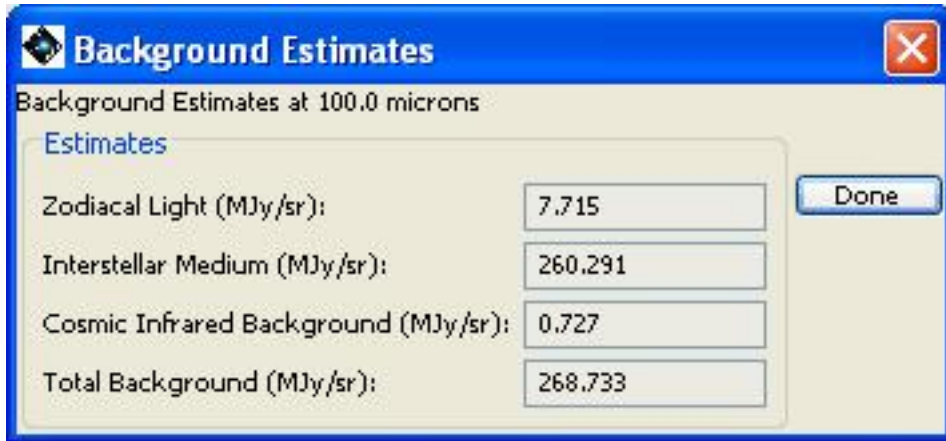 Background Estimates
Background Estimates at 100.0 microns
Estimates
Zodiacal Light (MJy/sr): 7.715
Done
Interstellar Medium (MJy/sr): 260.291
Cosmic Infrared Background (MJy/sr): 0.727
Total Background (MJy/sr): 268.733